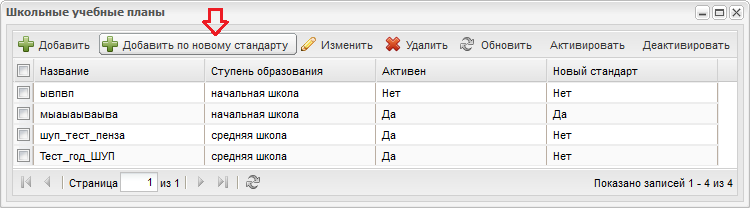 Школьные учебные планы
Добавить Добавить по новому стандарту Изменить Удалить Обновить Активировать Деактивировать
Название Ступень образования Активен Новый стандарт
ывпвп начальная школа Нет Нет
мыаыаываыва начальная школа Да Да
шуп_тест_пенза средняя школа Да Нет
Тест_год_ШУП средняя школа Да Нет
Страница 1 из 1 Показано записей 1 - 4 из 4